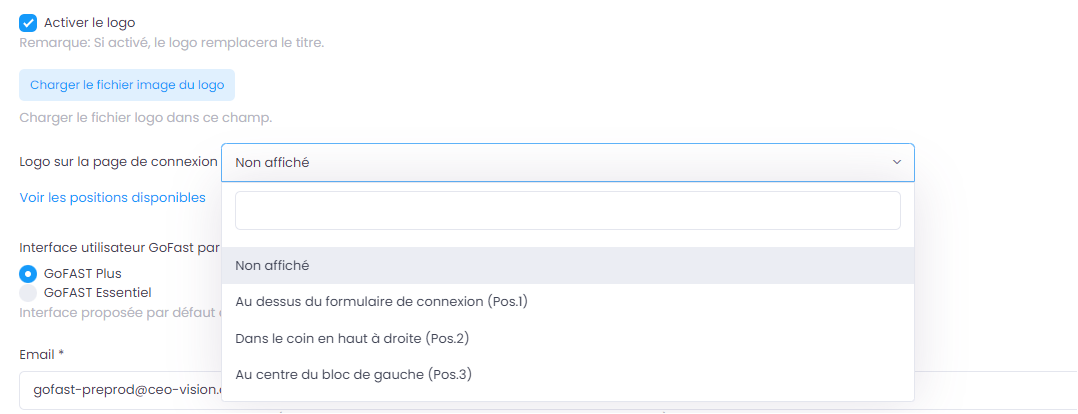 Activer le logo
Remarque: Si activé, le logo remplacera le titre.
Charger le fichier image du logo
Charger le fichier logo dans ce champ.
Logo sur la page de connexion
Non affiché
Voir les positions disponibles
Interface utilisateur GoFast par
Non affiché
GoFAST Plus
GoFAST Essentiel
Au dessus du formulaire de connexion (Pos.1)
Interface proposée par défaut
Dans le coin en haut à droite (Pos.2)
Email *
Au centre du bloc de gauche (Pos.3)
gofast-preprod@ceo-vision.